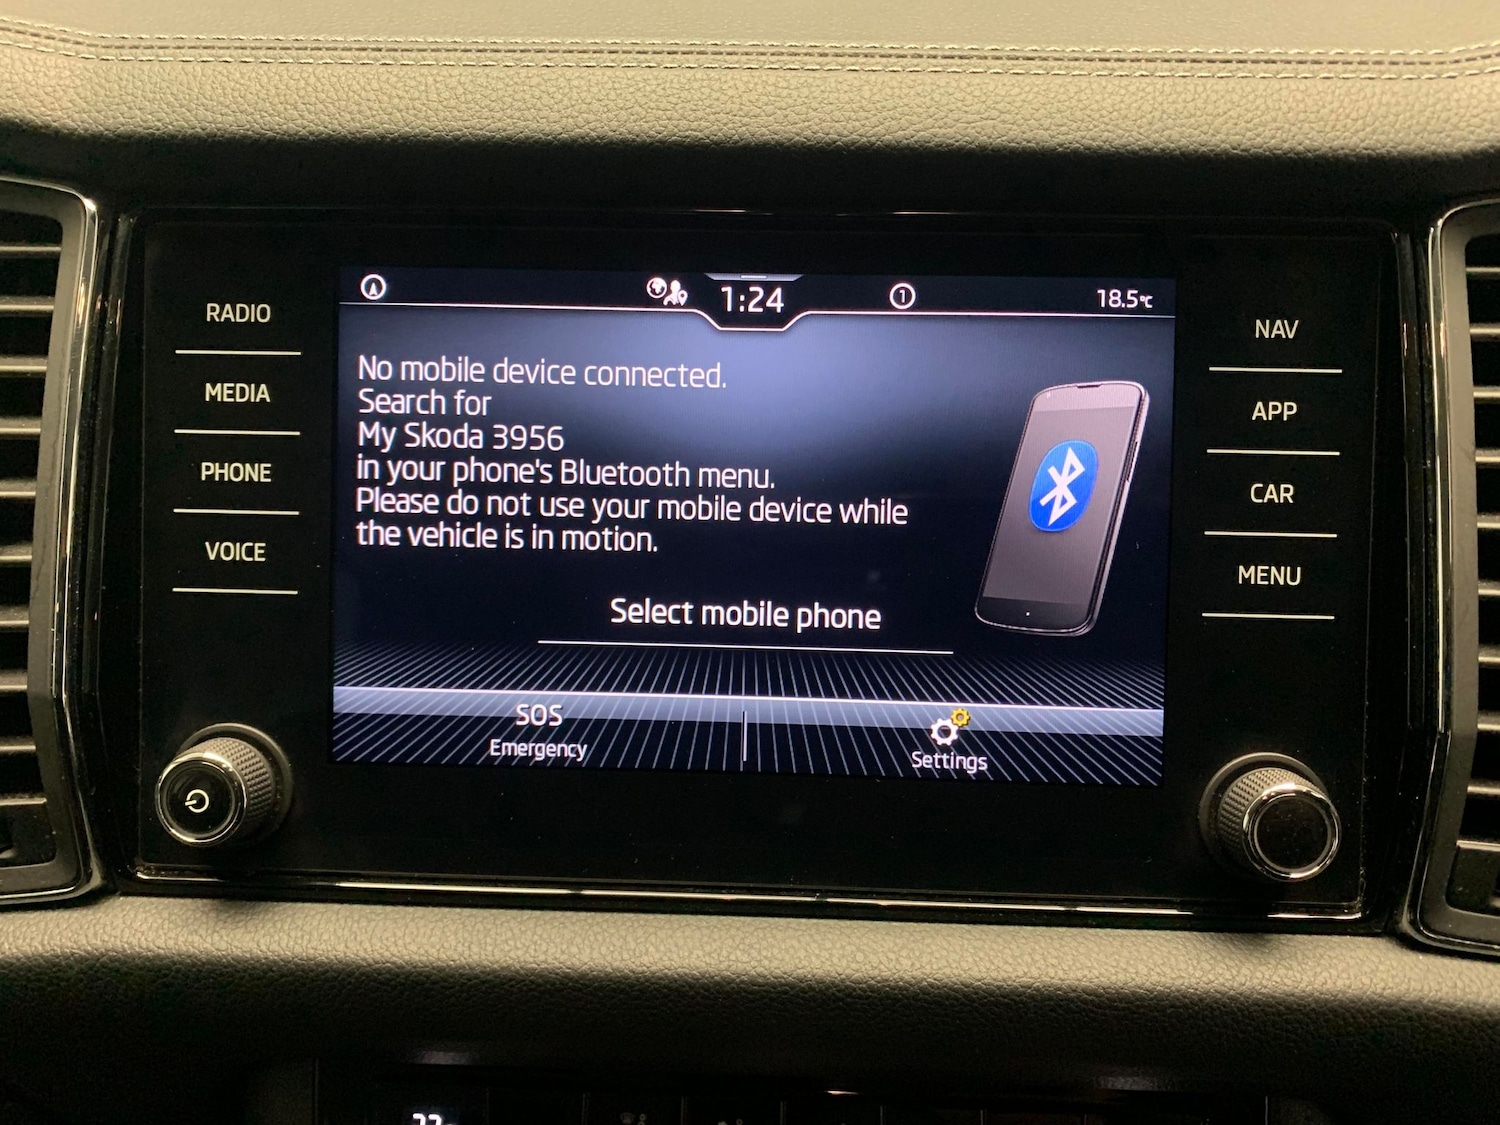 1:24
1
18.5°C
RADIO
MEDIA
PHONE
VOICE
No mobile device connected.
Search for
My Skoda 3956
in your phone's Bluetooth menu.
Please do not use your mobile device while
the vehicle is in motion.
Select mobile phone
SOS
Emergency
Settings
NAV
APP
CAR
MENU